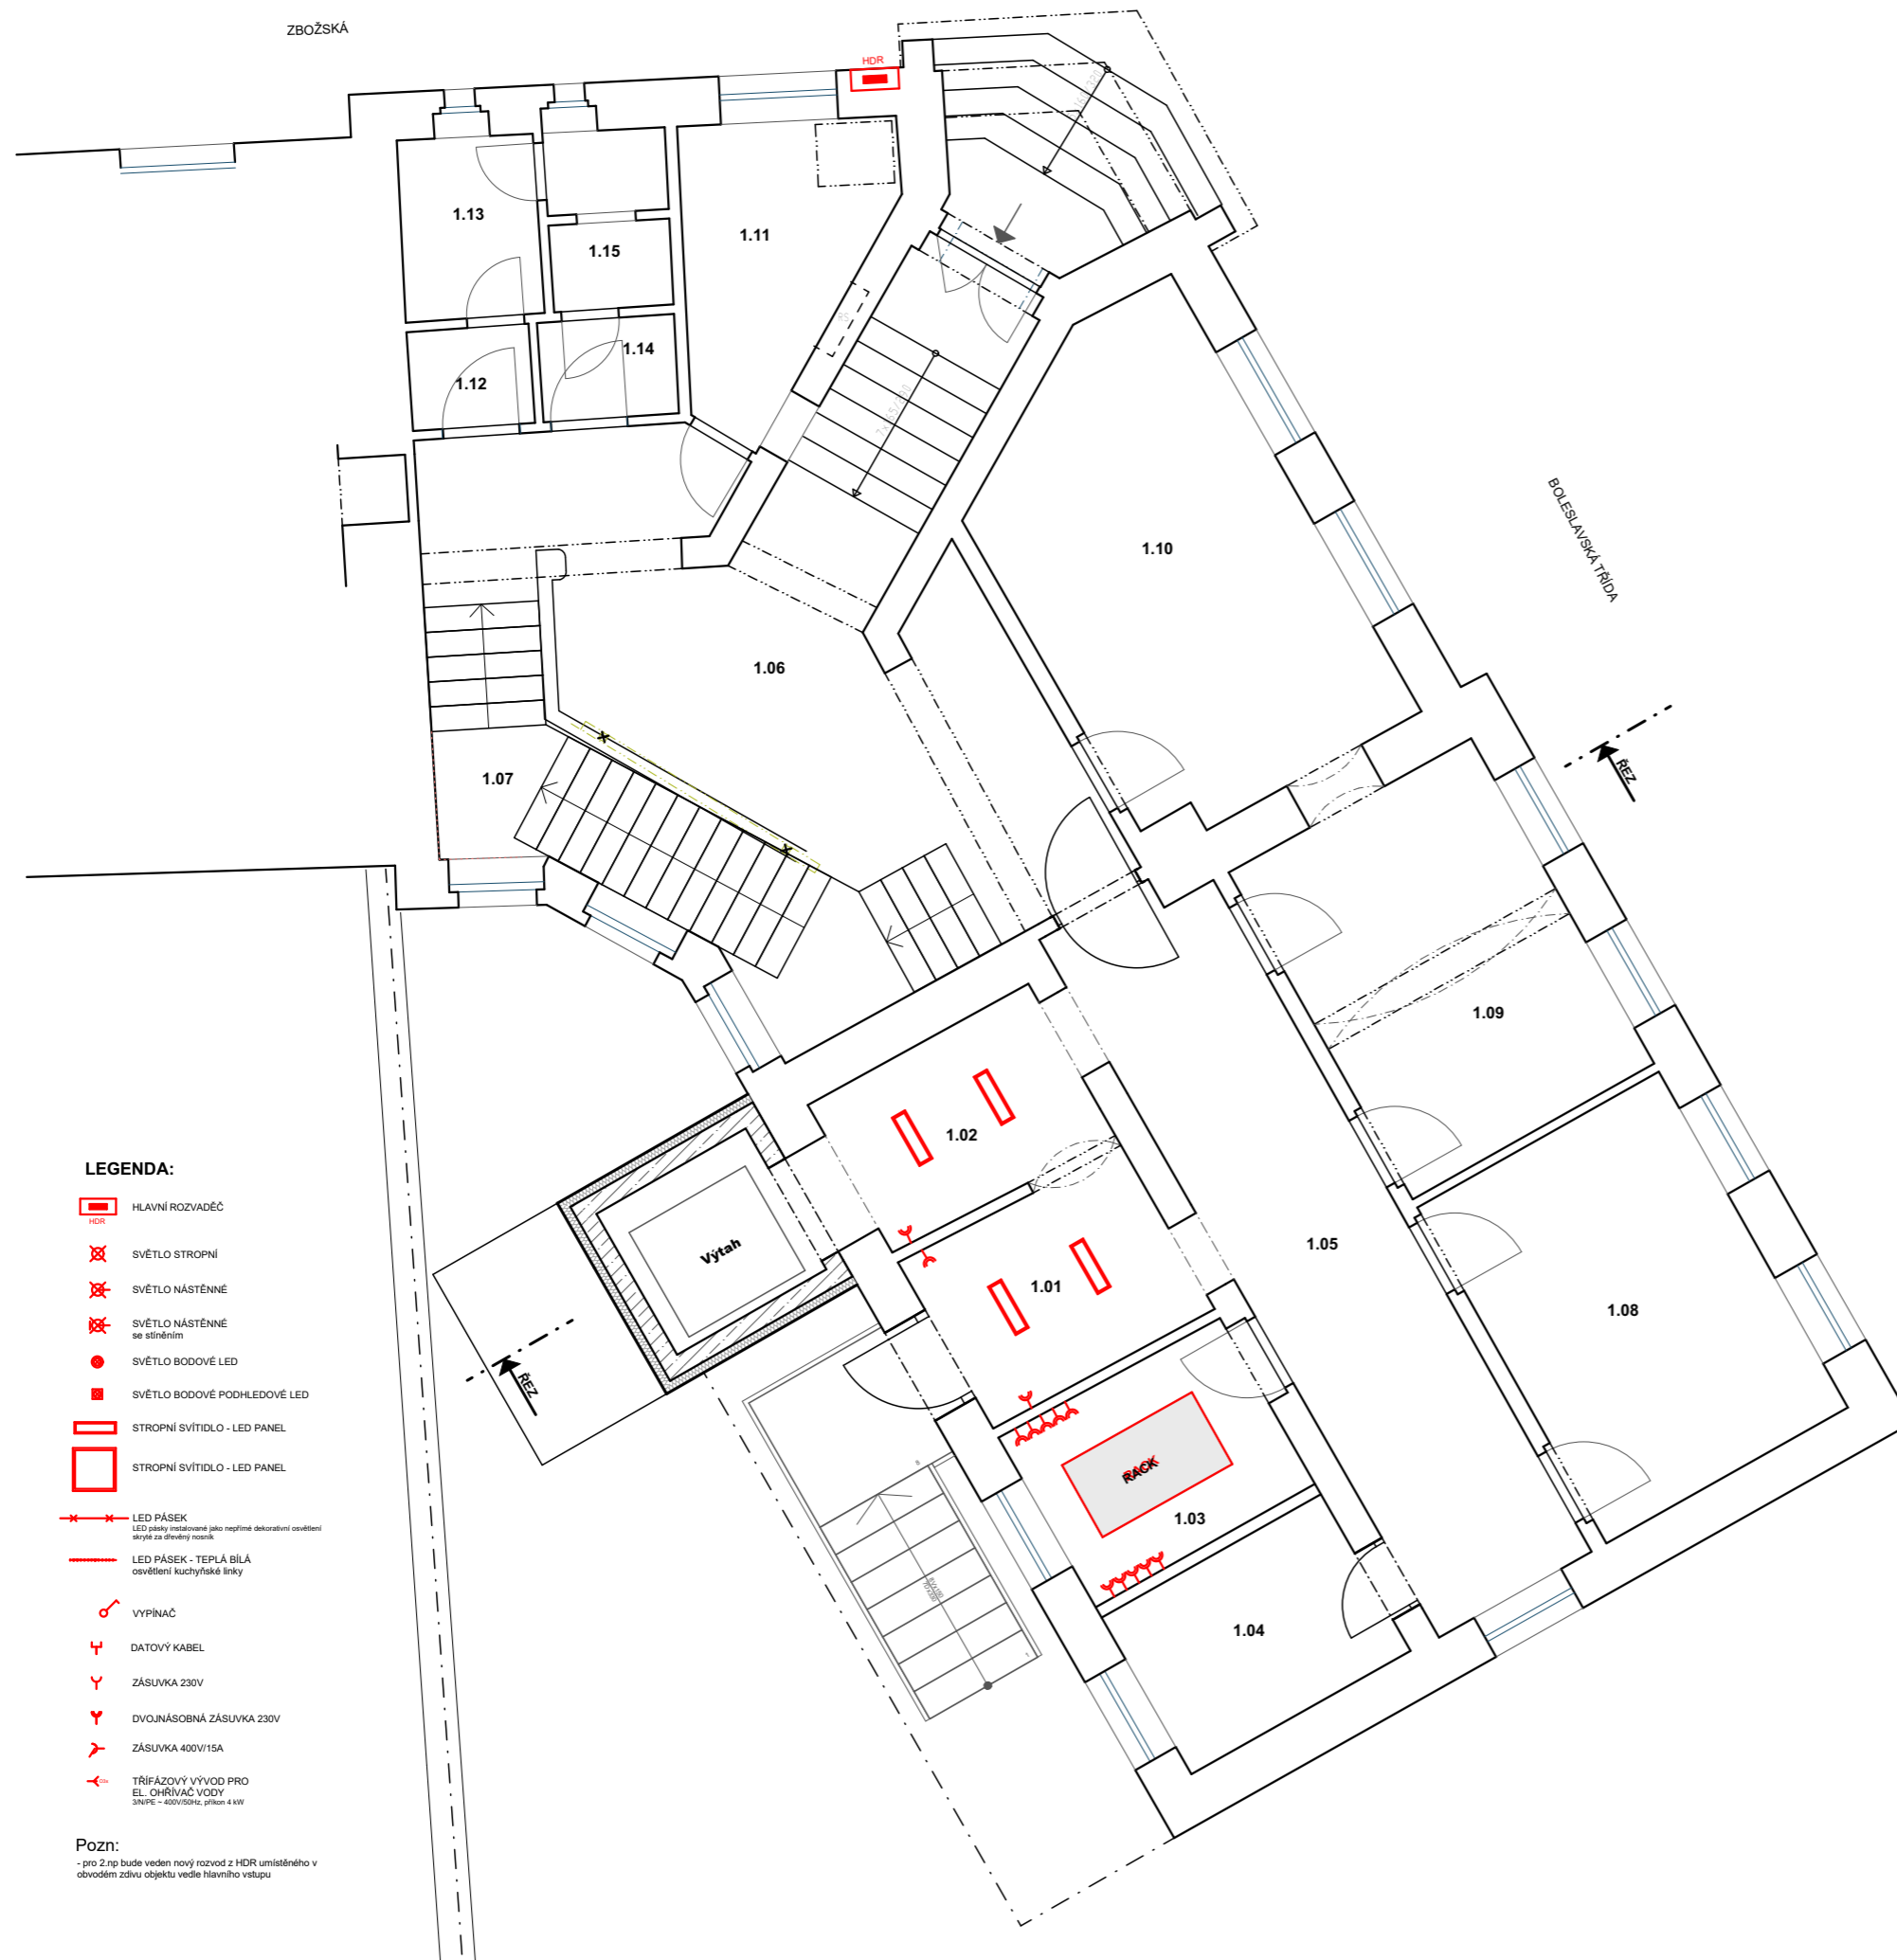 ZBOŽSKÁ
HDR
1.13
1.11
1.15
1.14
1.12
1.10
BOLESLAVSKÁ TŘÍDA
1.06
1.07
ŘEZ
1.09
1.02
Výtah
1.05
1.01
1.08
ŘEZ
RACK
1.03
1.04
LEGENDA:
HLAVNÍ ROZVADĚČ
HDR
SVĚTLO STROPNÍ
SVĚTLO NÁSTĚNNÉ
SVĚTLO NÁSTĚNNÉ
se stíněním
SVĚTLO BODOVÉ LED
SVĚTLO BODOVÉ PODHLEDOVÉ LED
STROPNÍ SVÍTIDLO - LED PANEL
STROPNÍ SVÍTIDLO - LED PANEL
LED PÁSEK
LED pásky instalované jako nepřímé dekorativní osvětlení
skryté za dřevěný nosník
LED PÁSEK - TEPLÁ BÍLÁ
osvětlení kuchyňské linky
VYPÍNAČ
DATOVÝ KABEL
ZÁSUVKA 230V
DVOJNÁSOBNÁ ZÁSUVKA 230V
ZÁSUVKA 400V/15A
TŘÍFÁZOVÝ VÝVOD PRO
EL. OHŘÍVAČ VODY
3/N/PE ~ 400V/50Hz, příkon 4 kW
Pozn:
- pro 2.np bude veden nový rozvod z HDR umístěného v
obvodém zdivu objektu vedle hlavního vstupu